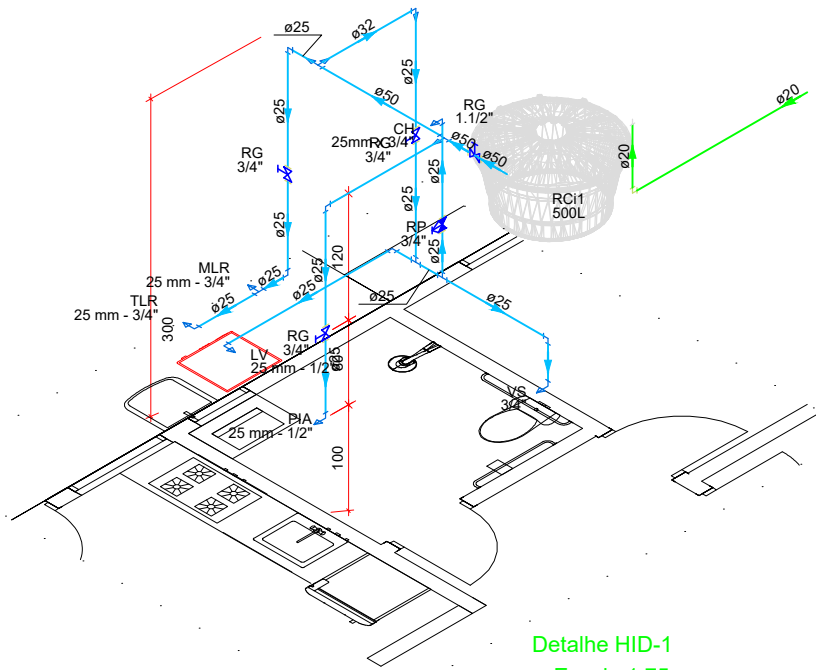 ø25
ø32
ø20
ø25
ø25
ø50
RG
1.1/2"
CH
25mm x 3/4"
RG
3/4"
ø50
ø50
ø20
RG
3/4"
ø25
ø25
ø25
RCi1
500L
ø25
RP
3/4"
120
ø25
MLR
25 mm - 3/4"
ø25
ø25
ø25
ø25
ø25
ø25
TLR
25 mm - 3/4"
300
RG
3/4"
LV
25 mm - 1/2"
ø25
VS
PIA
25 mm - 1/2"
100
Detalhe HID-1